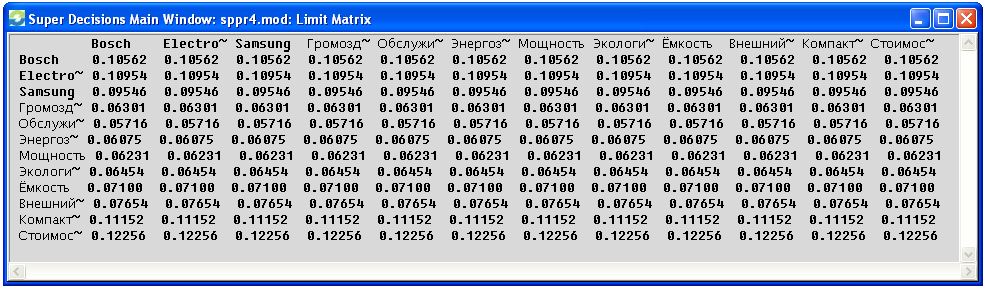 Super Decisions Main Window: sppr4.mod: Limit Matrix
Bosch Electro~ Samsung Громозд~ Обслужи~ Энергоз~ Мощность Экологи~ Ёмкость Внешний~ Компакт~ Стоимос~
Bosch 0.10562 0.10562 0.10562 0.10562 0.10562 0.10562 0.10562 0.10562 0.10562 0.10562 0.10562 0.10562
Electro~ 0.10954 0.10954 0.10954 0.10954 0.10954 0.10954 0.10954 0.10954 0.10954 0.10954 0.10954 0.10954
Samsung 0.09546 0.09546 0.09546 0.09546 0.09546 0.09546 0.09546 0.09546 0.09546 0.09546 0.09546 0.09546
Громозд~ 0.06301 0.06301 0.06301 0.06301 0.06301 0.06301 0.06301 0.06301 0.06301 0.06301 0.06301 0.06301
Обслужи~ 0.05716 0.05716 0.05716 0.05716 0.05716 0.05716 0.05716 0.05716 0.05716 0.05716 0.05716 0.05716
Энергоз~ 0.06075 0.06075 0.06075 0.06075 0.06075 0.06075 0.06075 0.06075 0.06075 0.06075 0.06075 0.06075
Мощность 0.06231 0.06231 0.06231 0.06231 0.06231 0.06231 0.06231 0.06231 0.06231 0.06231 0.06231 0.06231
Экологи~ 0.06454 0.06454 0.06454 0.06454 0.06454 0.06454 0.06454 0.06454 0.06454 0.06454 0.06454 0.06454
Ёмкость 0.07100 0.07100 0.07100 0.07100 0.07100 0.07100 0.07100 0.07100 0.07100 0.07100 0.07100 0.07100
Внешний~ 0.07654 0.07654 0.07654 0.07654 0.07654 0.07654 0.07654 0.07654 0.07654 0.07654 0.07654 0.07654
Компакт~ 0.11152 0.11152 0.11152 0.11152 0.11152 0.11152 0.11152 0.11152 0.11152 0.11152 0.11152 0.11152
Стоимос~ 0.12256 0.12256 0.12256 0.12256 0.12256 0.12256 0.12256 0.12256 0.12256 0.12256 0.12256 0.12256